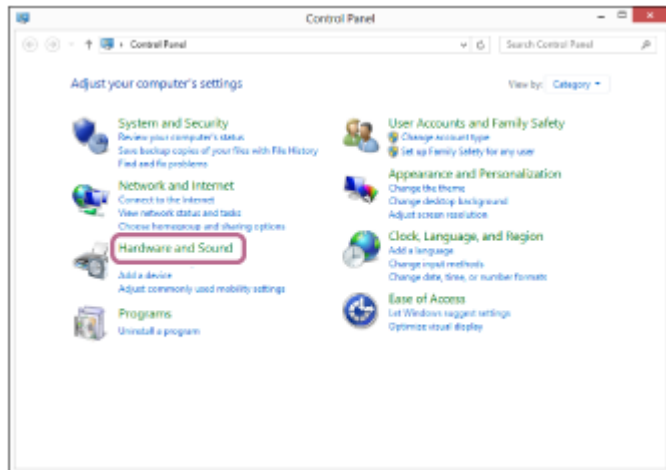 Control Panel
Control Panel
Search Control Panel
Adjust your computer's settings
View by: Category
System and Security
Review your computer's status
Save backup copies of your files with File History
Find and fix problems
Network and Internet
Connect to the Internet
View network status and tasks
Choose homegroup and sharing options
Hardware and Sound
Add a device
Adjust commonly used mobility settings
Programs
Uninstall a program
User Accounts and Family Safety
Change account type
Set up Family Safety for any user
Appearance and Personalization
Change the theme
Change desktop background
Adjust screen resolution
Clock, Language, and Region
Add a language
Change input methods
Change date, time, or number formats
Ease of Access
Let Windows suggest settings
Optimize visual display